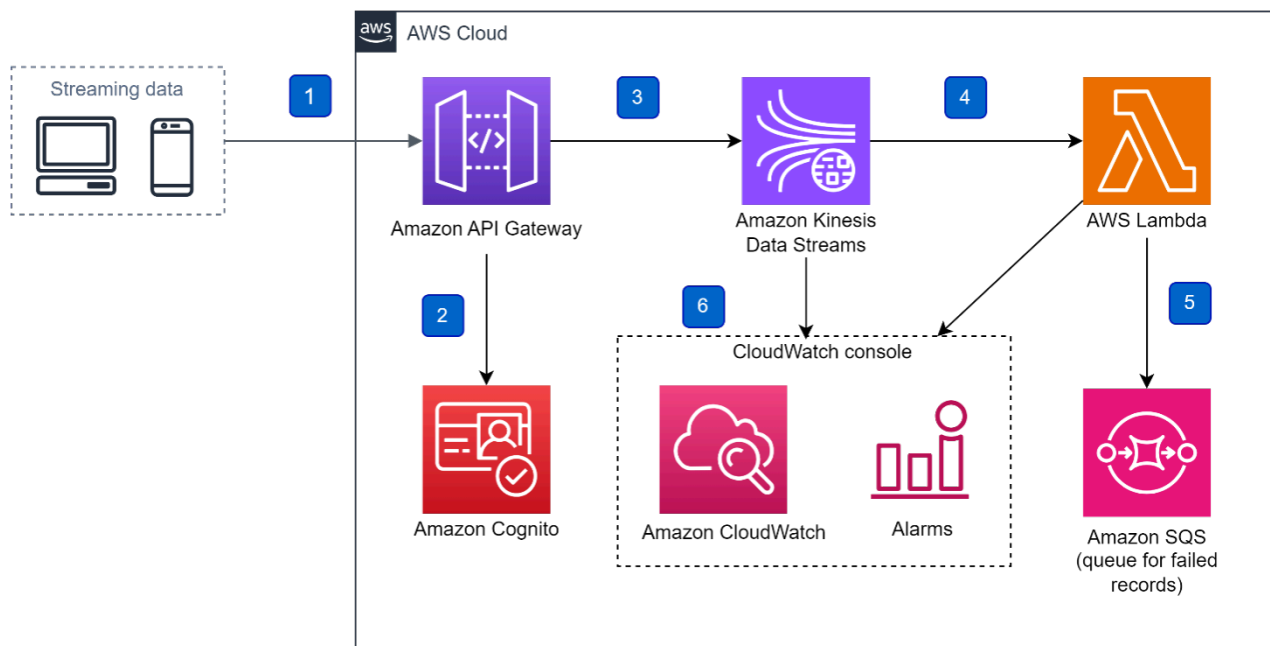 aws
AWS Cloud
Streaming data
1
3
4
</>
Amazon API Gateway
Amazon Kinesis
Data Streams
AWS Lambda
2
6
5
CloudWatch console
Amazon Cognito
Amazon CloudWatch
Alarms
Amazon SQS
(queue for failed
records)